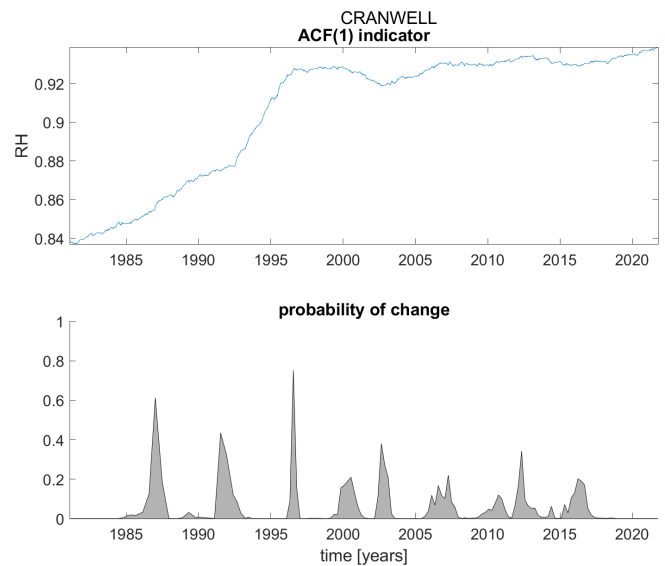 CRANWELL
ACF(1) indicator
0.92
0.9
0.88
0.86
0.84
RH
1985 1990 1995 2000 2005 2010 2015 2020
probability of change
1
0.8
0.6
0.4
0.2
0
1985 1990 1995 2000 2005 2010 2015 2020
time [years]